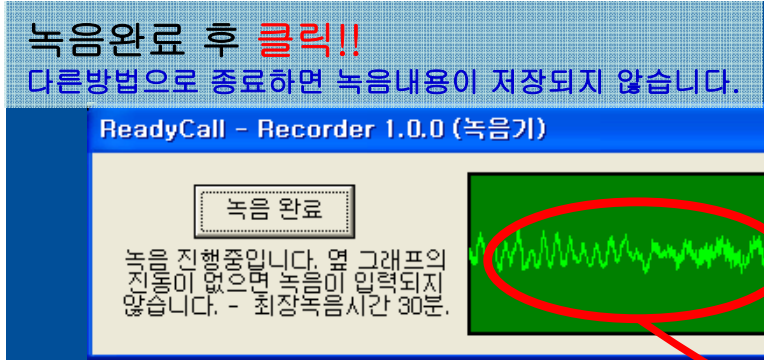 녹음완료 후 클릭!!
다른방법으로 종료하면 녹음내용이 저장되지 않습니다.
ReadyCall - Recorder 1.0.0 (녹음기)
녹음 완료
녹음 진행중입니다. 옆 그래프의
진동이 없으면 녹음이 입력되지
않습니다. - 최장녹음시간 30분.